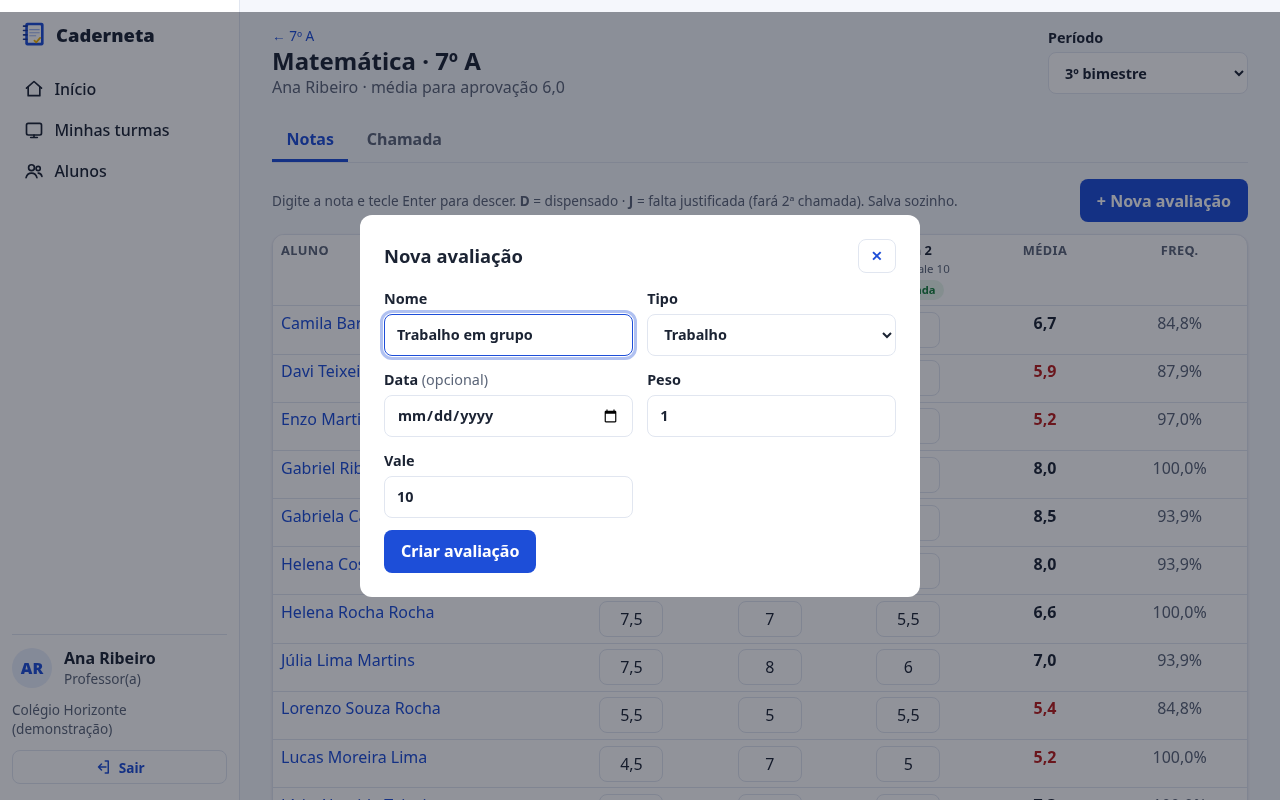 Caderneta
Início
Minhas turmas
Alunos
Ana Ribeiro
AR
Professor(a)
Colégio Horizonte
(demonstração)
Sair
← 7º A
Matemática · 7º A
Ana Ribeiro · média para aprovação 6,0
Período
3º bimestre
Notas Chamada
Digite a nota e tecle Enter para descer. D = dispensado · J = falta justificada (fará 2ª chamada). Salva sozinho.
+ Nova avaliação
ALUNO 2 MÉDIA FREQ.
10
Camila 6,7 84,8%
Davi 5,9 87,9%
Enzo 5,2 97,0%
Gabriel 8,0 100,0%
Gabriela 8,5 93,9%
Helena 8,0 93,9%
Helena Rocha Rocha 7,5 7 5,5 6,6 100,0%
Júlia Lima Martins 7,5 8 6 7,0 93,9%
Lorenzo Souza Rocha 5,5 5 5,5 5,4 84,8%
Lucas Moreira Lima 4,5 7 5 5,2 100,0%
Nova avaliação
×
Nome Tipo
Trabalho em grupo Trabalho
Data (opcional) Peso
mm/dd/yyyy 1
Vale
10
Criar avaliação